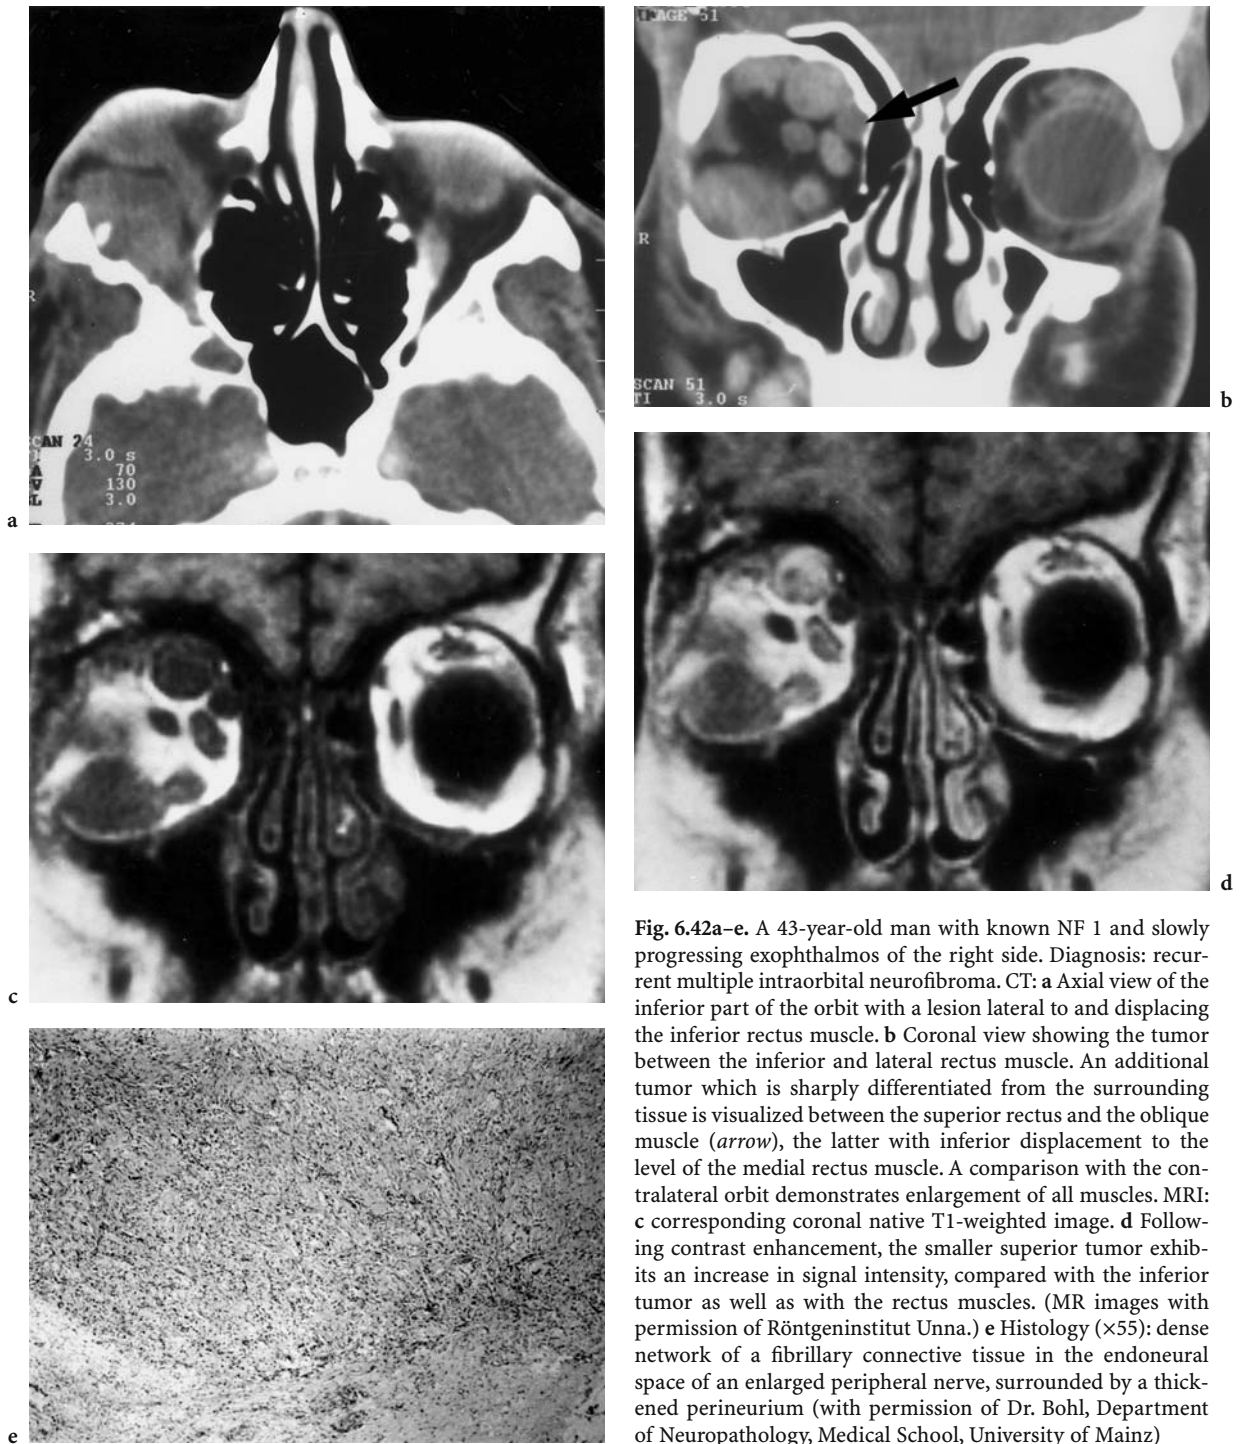 IMAGE 51
R
SCAN 51
TI 3.0 s
b
R
SCAN 24
3.0 s
70
V 130
L 3.0
a
c
d
e
Fig. 6.42a–e. A 43-year-old man with known NF 1 and slowly
progressing exophthalmos of the right side. Diagnosis: recur-
rent multiple intraorbital neurofibroma. CT: a Axial view of the
inferior part of the orbit with a lesion lateral to and displacing
the inferior rectus muscle. b Coronal view showing the tumor
between the inferior and lateral rectus muscle. An additional
tumor which is sharply differentiated from the surrounding
tissue is visualized between the superior rectus and the oblique
muscle (arrow), the latter with inferior displacement to the
level of the medial rectus muscle. A comparison with the con-
tralateral orbit demonstrates enlargement of all muscles. MRI:
c corresponding coronal native T1-weighted image. d Follow-
ing contrast enhancement, the smaller superior tumor exhib-
its an increase in signal intensity, compared with the inferior
tumor as well as with the rectus muscles. (MR images with
permission of Röntgeninstitut Unna.) e Histology (×55): dense
network of a fibrillary connective tissue in the endoneural
space of an enlarged peripheral nerve, surrounded by a thick-
ened perineurium (with permission of Dr. Bohl, Department
of Neuropathology, Medical School, University of Mainz)